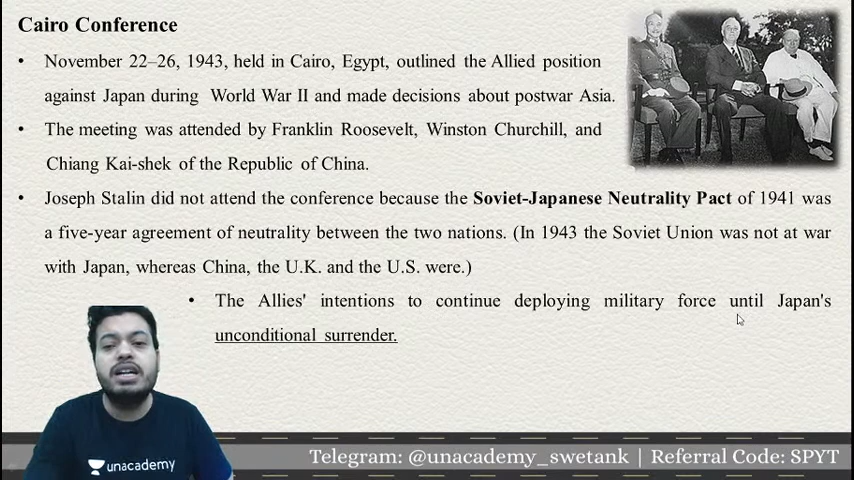 Cairo Conference
• November 22–26, 1943, held in Cairo, Egypt, outlined the Allied position
against Japan during World War II and made decisions about postwar Asia.
• The meeting was attended by Franklin Roosevelt, Winston Churchill, and
Chiang Kai-shek of the Republic of China.
• Joseph Stalin did not attend the conference because the Soviet-Japanese Neutrality Pact of 1941 was
a five-year agreement of neutrality between the two nations. (In 1943 the Soviet Union was not at war
with Japan, whereas China, the U.K. and the U.S. were.)
• The Allies' intentions to continue deploying military force until Japan's
unconditional surrender.
unacademy
Telegram: @unacademy_swetank | Referral Code: SPYT